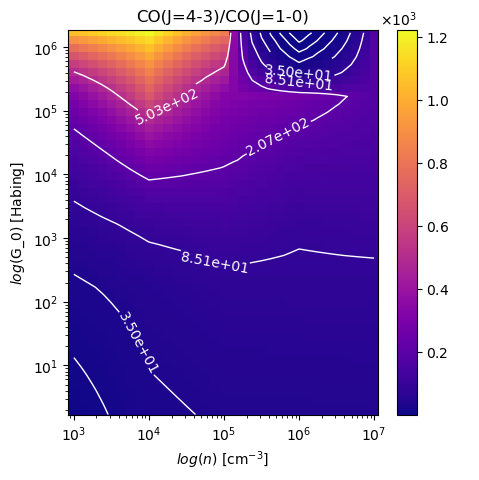 CO(J=4-3)/CO(J=1-0)
×10³
1.2
1.0
0.8
0.6
0.4
0.2
10⁶
10⁵
10⁴
10³
10²
10¹
log(G_0) [Habing]
3.50e+01
8.51e+01
5.03e+02
2.07e+02
8.51e+01
3.50e+01
10³ 10⁴ 10⁵ 10⁶ 10⁷
log(n) [cm⁻³]